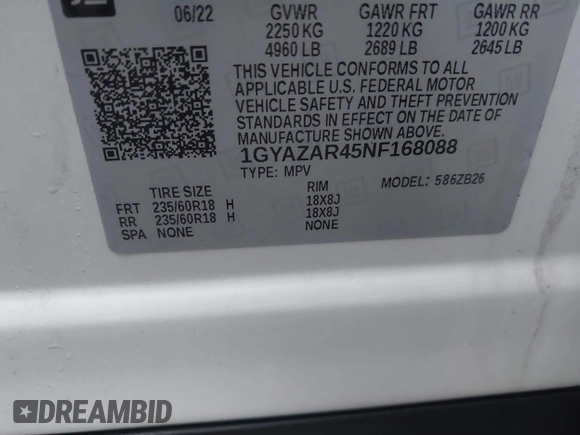 06/22 GVWR GAWR FRT GAWR RR
2250 KG 1220 KG 1200 KG
4960 LB 2689 LB 2645 LB
THIS VEHICLE CONFORMS TO ALL
APPLICABLE U.S. FEDERAL MOTOR
VEHICLE SAFETY AND THEFT PREVENTION
STANDARDS IN EFFECT ON THE DATE OF
MANUFACTURE SHOWN ABOVE.
1GYAZAR45NF168088
TYPE: MPV MODEL: 586ZB26
TIRE SIZE RIM
FRT 235/60R18 H 18X8J
RR 235/60R18 H 18X8J
SPA NONE NONE
DREAMBID